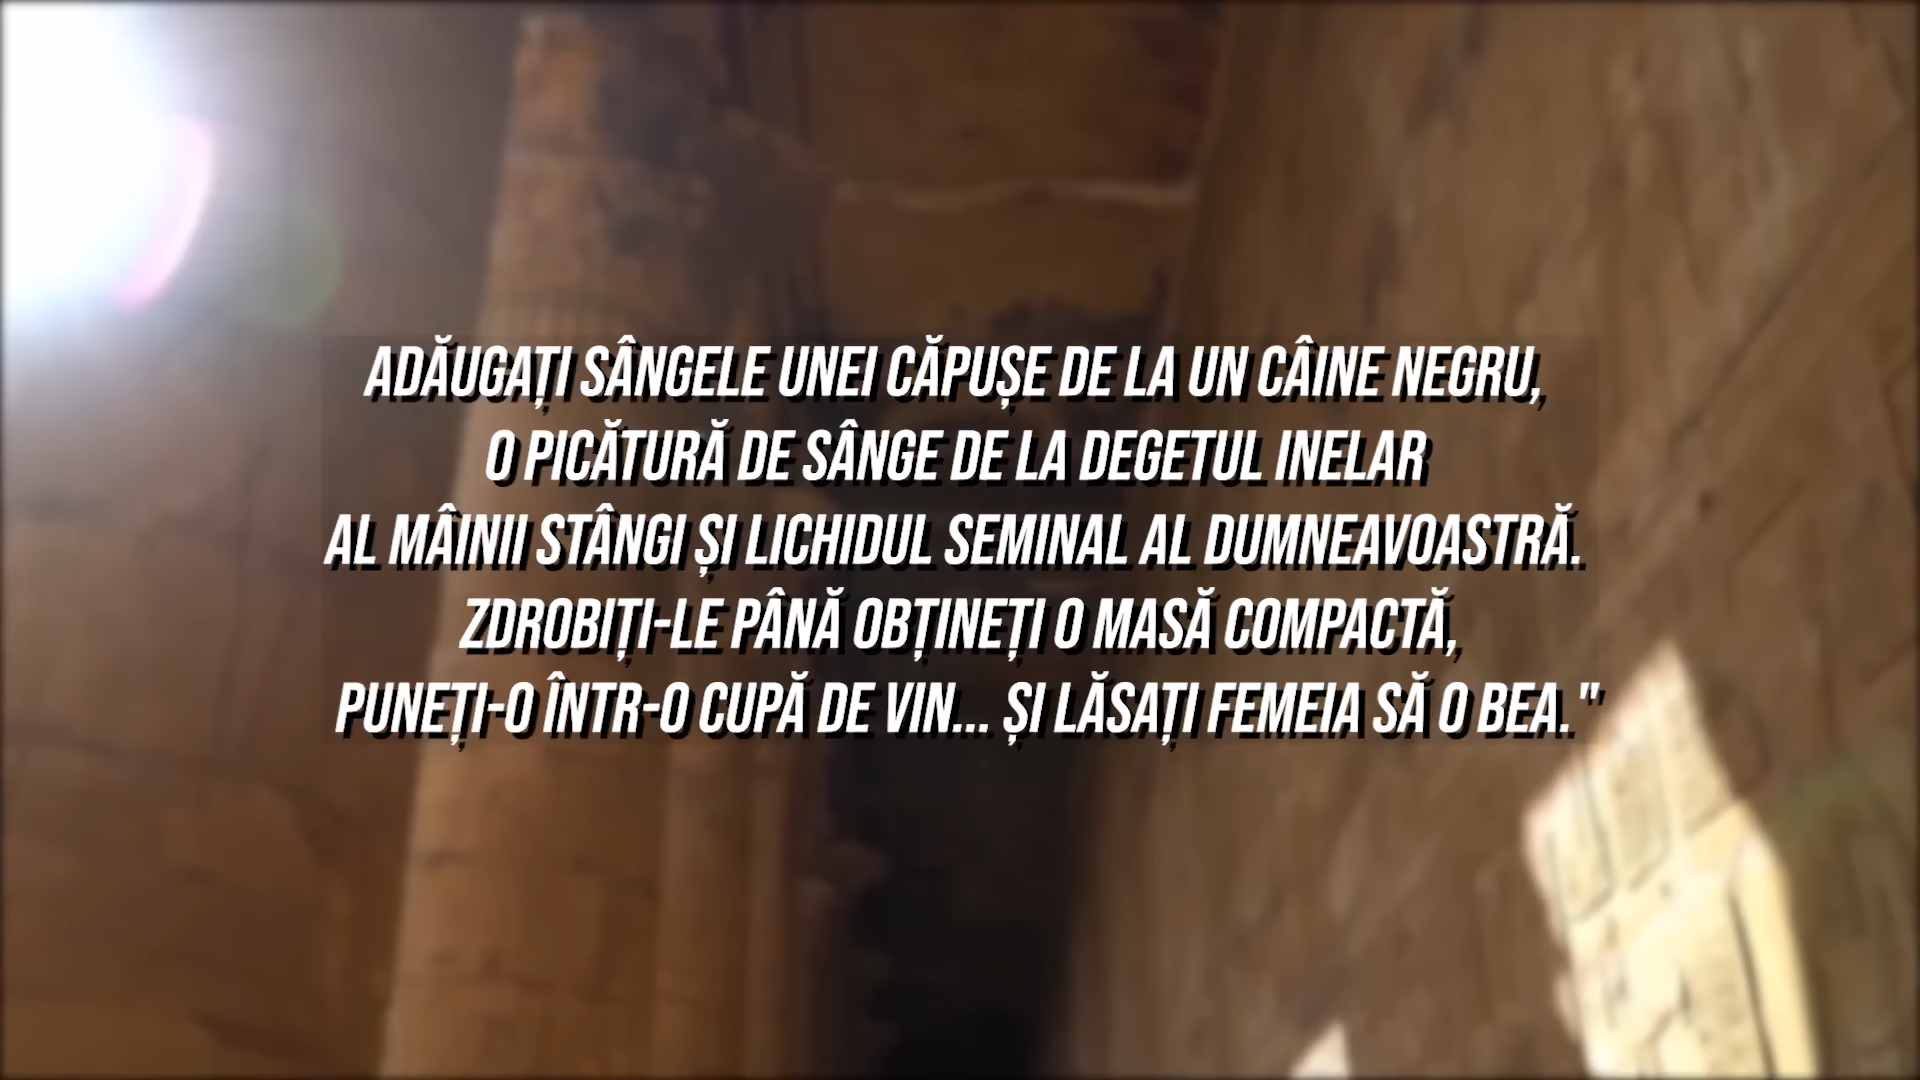 ADĂUGAȚI SÂNGELE UNEI CĂPUȘE DE LA UN CÂINE NEGRU,
O PICĂTURĂ DE SÂNGE DE LA DEGETUL INELAR
AL MÂINII STÂNGI ȘI LICHIDUL SEMINAL AL DUMNEAVOASTRĂ.
ZDROBIȚI-LE PÂNĂ OBȚINEȚI O MASĂ COMPACTĂ,
PUNEȚI-O ÎNTR-O CUPĂ DE VIN... ȘI LĂSAȚI FEMEIA SĂ O BEA."